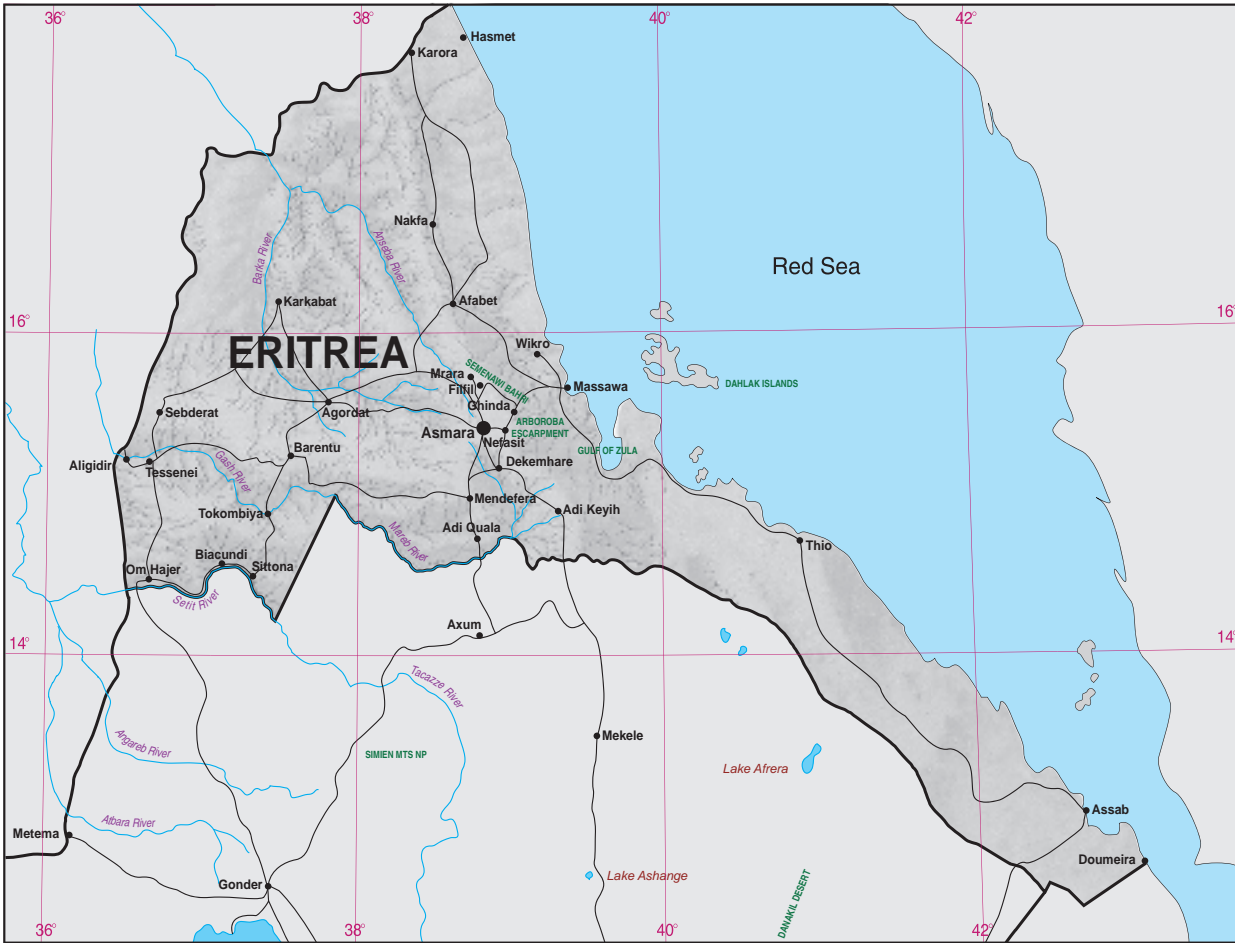 36°
38°
40°
42°
Hasmet
Karora
Nakfa
Barka River
Anseba River
Red Sea
Karkabat
Afabet
16°
16°
ERITREA
Wikro
Mrara
SEMENAWI BAHRI
Filfil
Massawa
DAHLAK ISLANDS
Sebderat
Agordat
Ghinda
ARBOROBA
ESCARPMENT
Asmara
Nefasit
GULF OF ZULA
Aligidir
Tessenei
Gash River
Barentu
Dekemhare
Tokombiya
Mendefera
Adi Keyih
Adi Quala
Mareb River
Thio
Biacundi
Sittona
Om Hajer
Setit River
Axum
14°
14°
Tacazze River
Angareb River
SIMIEN MTS NP
Mekele
Lake Afrera
Atbara River
Metema
Assab
Doumeira
Gonder
Lake Ashange
DANAKIL DESERT
36°
38°
40°
42°